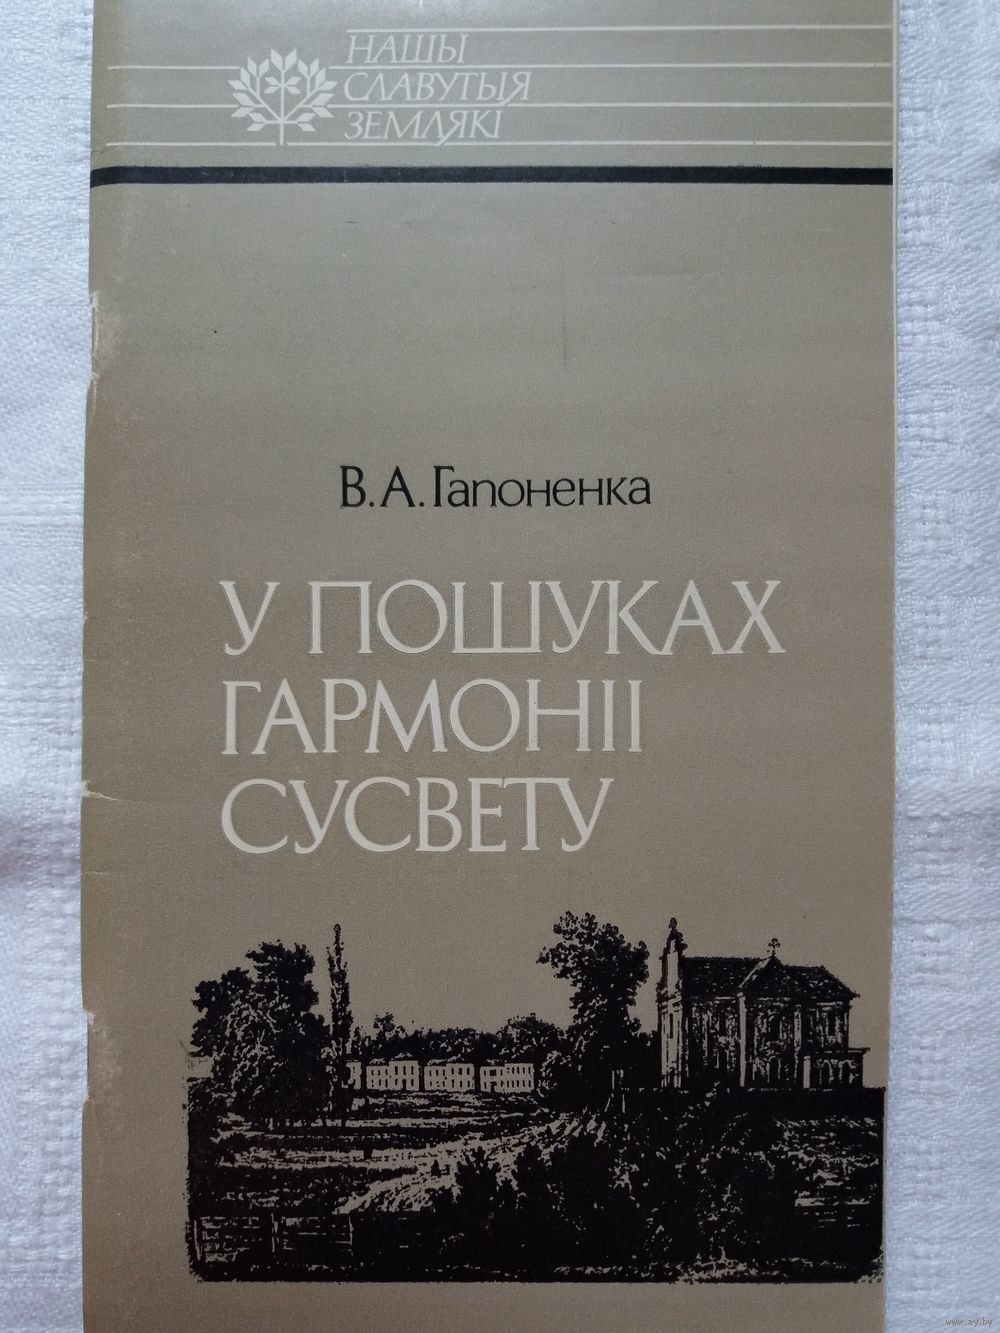 НАШЫ
СЛАВУТЫЯ
ЗЕМЛЯКІ
В.А. Гапоненка
У ПОШУКАХ
ГАРМОНІІ
СУСВЕТУ
www.ay.by